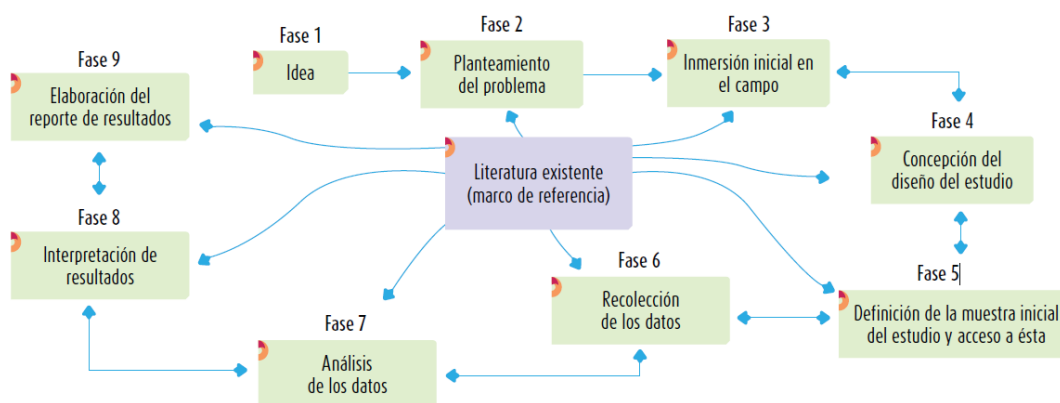 Fase 1
Idea
Fase 2
Planteamiento
del problema
Fase 3
Inmersión inicial en
el campo
Fase 4
Concepción del
diseño del estudio
Fase 5
Definición de la muestra inicial
del estudio y acceso a ésta
Fase 6
Recolección
de los datos
Fase 7
Análisis
de los datos
Fase 8
Interpretación de
resultados
Fase 9
Elaboración del
reporte de resultados
Literatura existente
(marco de referencia)